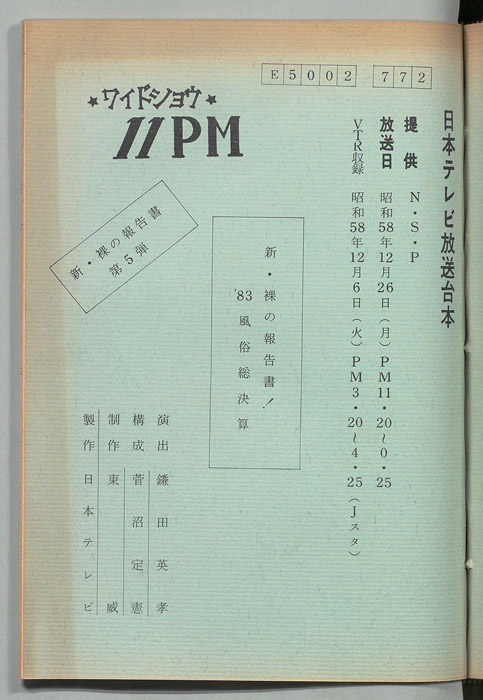 日本テレビ放送台本
E5002 772
提供 N・S・P
放送日 昭和58年12月26日(月)PM11・20〜0・25
VTR収録 昭和58年12月6日(火)PM3・20〜4・25(Jスタ)
★ワイドショウ★
11PM
新・裸の報告書!
'83風俗総決算
新・裸の報告書
第5弾
演出 鎌田英孝
構成 菅沼定憲
制作 東威
製作 日本テレビ